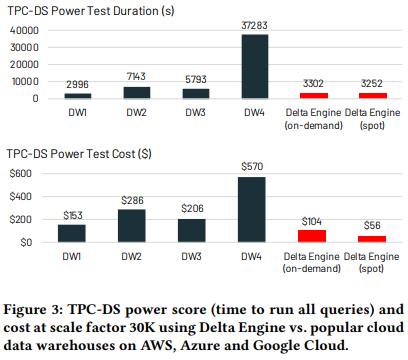 TPC-DS Power Test Duration (s)
40000
30000
20000
10000
0
2996
7143
5793
37283
3302
3252
DW1
DW2
DW3
DW4
Delta Engine
(on-demand)
Delta Engine
(spot)
TPC-DS Power Test Cost ($)
$600
$400
$200
$0
$153
$286
$206
$570
$104
$56
DW1
DW2
DW3
DW4
Delta Engine
(on-demand)
Delta Engine
(spot)
Figure 3: TPC-DS power score (time to run all queries) and
cost at scale factor 30K using Delta Engine vs. popular cloud
data warehouses on AWS, Azure and Google Cloud.